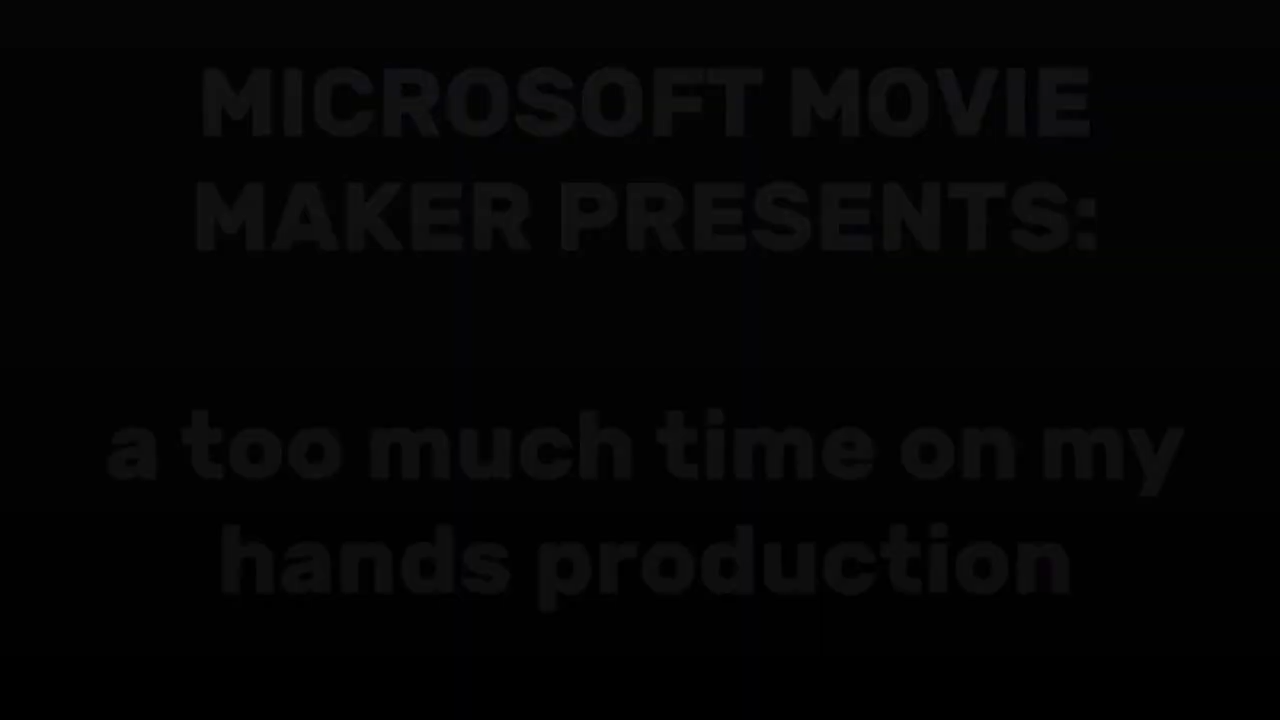 MICROSOFT MOVIE
MAKER PRESENTS:
a too much time on my
hands production